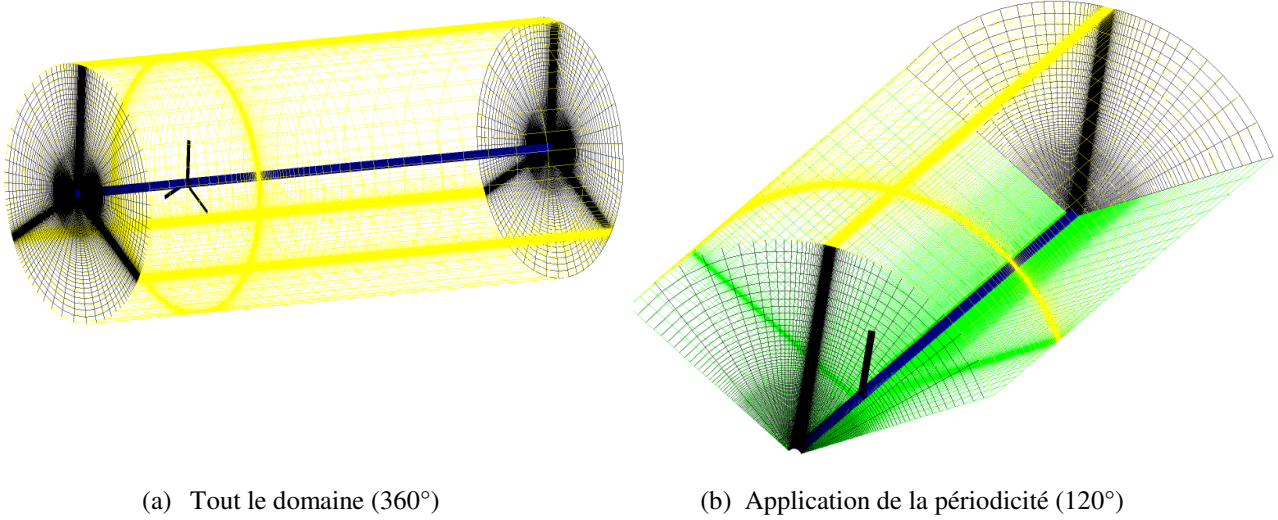 (a) Tout le domaine (360°)
(b) Application de la périodicité (120°)